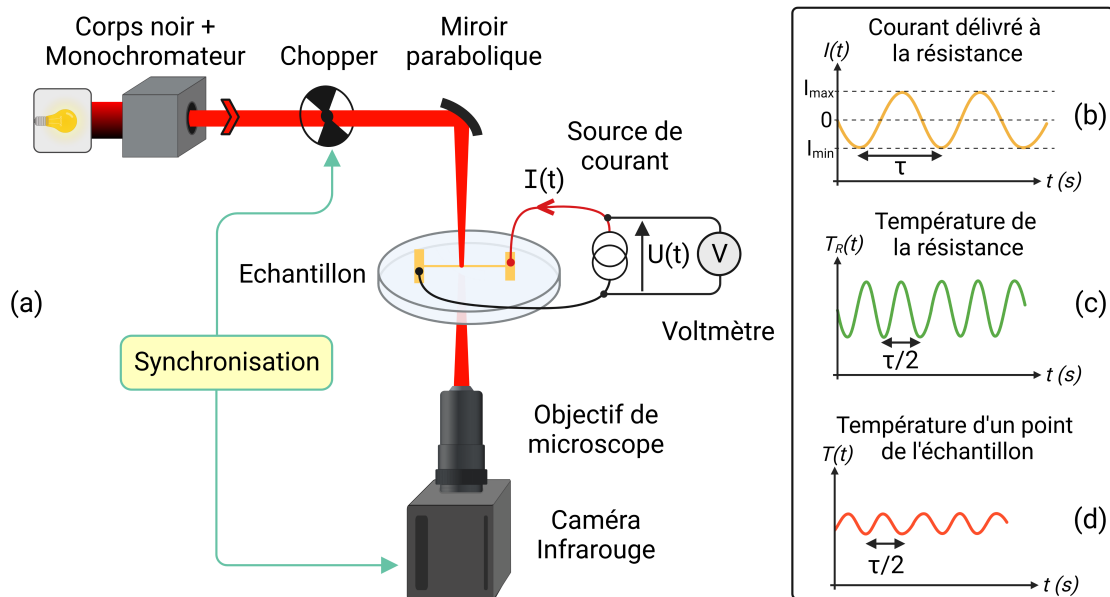 Corps noir +
Monochromateur
Chopper
Miroir
parabolique
Source de
courant
I(t)
U(t)
V
Echantillon
Voltmètre
(a)
Synchronisation
Objectif de
microscope
Caméra
Infrarouge
Courant délivré à
la résistance
I(t)
Imax
0
Imin
τ
t (s)
(b)
Température de
la résistance
TR(t)
τ/2
t (s)
(c)
Température d'un point
de l'échantillon
T(t)
τ/2
t (s)
(d)